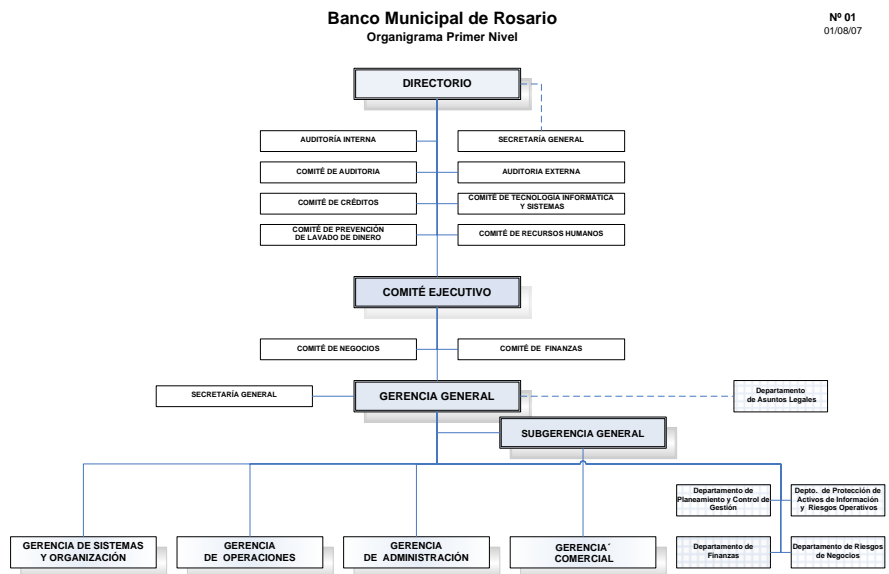 Banco Municipal de Rosario
Organigrama Primer Nivel
Nº 01
01/08/07
DIRECTORIO
AUDITORÍA INTERNA
SECRETARÍA GENERAL
COMITÉ DE AUDITORIA
AUDITORIA EXTERNA
COMITÉ DE CRÉDITOS
COMITÉ DE TECNOLOGIA INFORMÁTICA
Y SISTEMAS
COMITÉ DE PREVENCIÓN
DE LAVADO DE DINERO
COMITÉ DE RECURSOS HUMANOS
COMITÉ EJECUTIVO
COMITÉ DE NEGOCIOS
COMITÉ DE FINANZAS
SECRETARÍA GENERAL
GERENCIA GENERAL
Departamento
de Asuntos Legales
SUBGERENCIA GENERAL
Departamento de
Planeamiento y Control de
Gestión
Depto. de Protección de
Activos de Información
y Riesgos Operativos
GERENCIA DE SISTEMAS
Y ORGANIZACIÓN
GERENCIA
DE OPERACIONES
GERENCIA
DE ADMINISTRACIÓN
GERENCIA´
COMERCIAL
Departamento de
Finanzas
Departamento de Riesgos
de Negocios